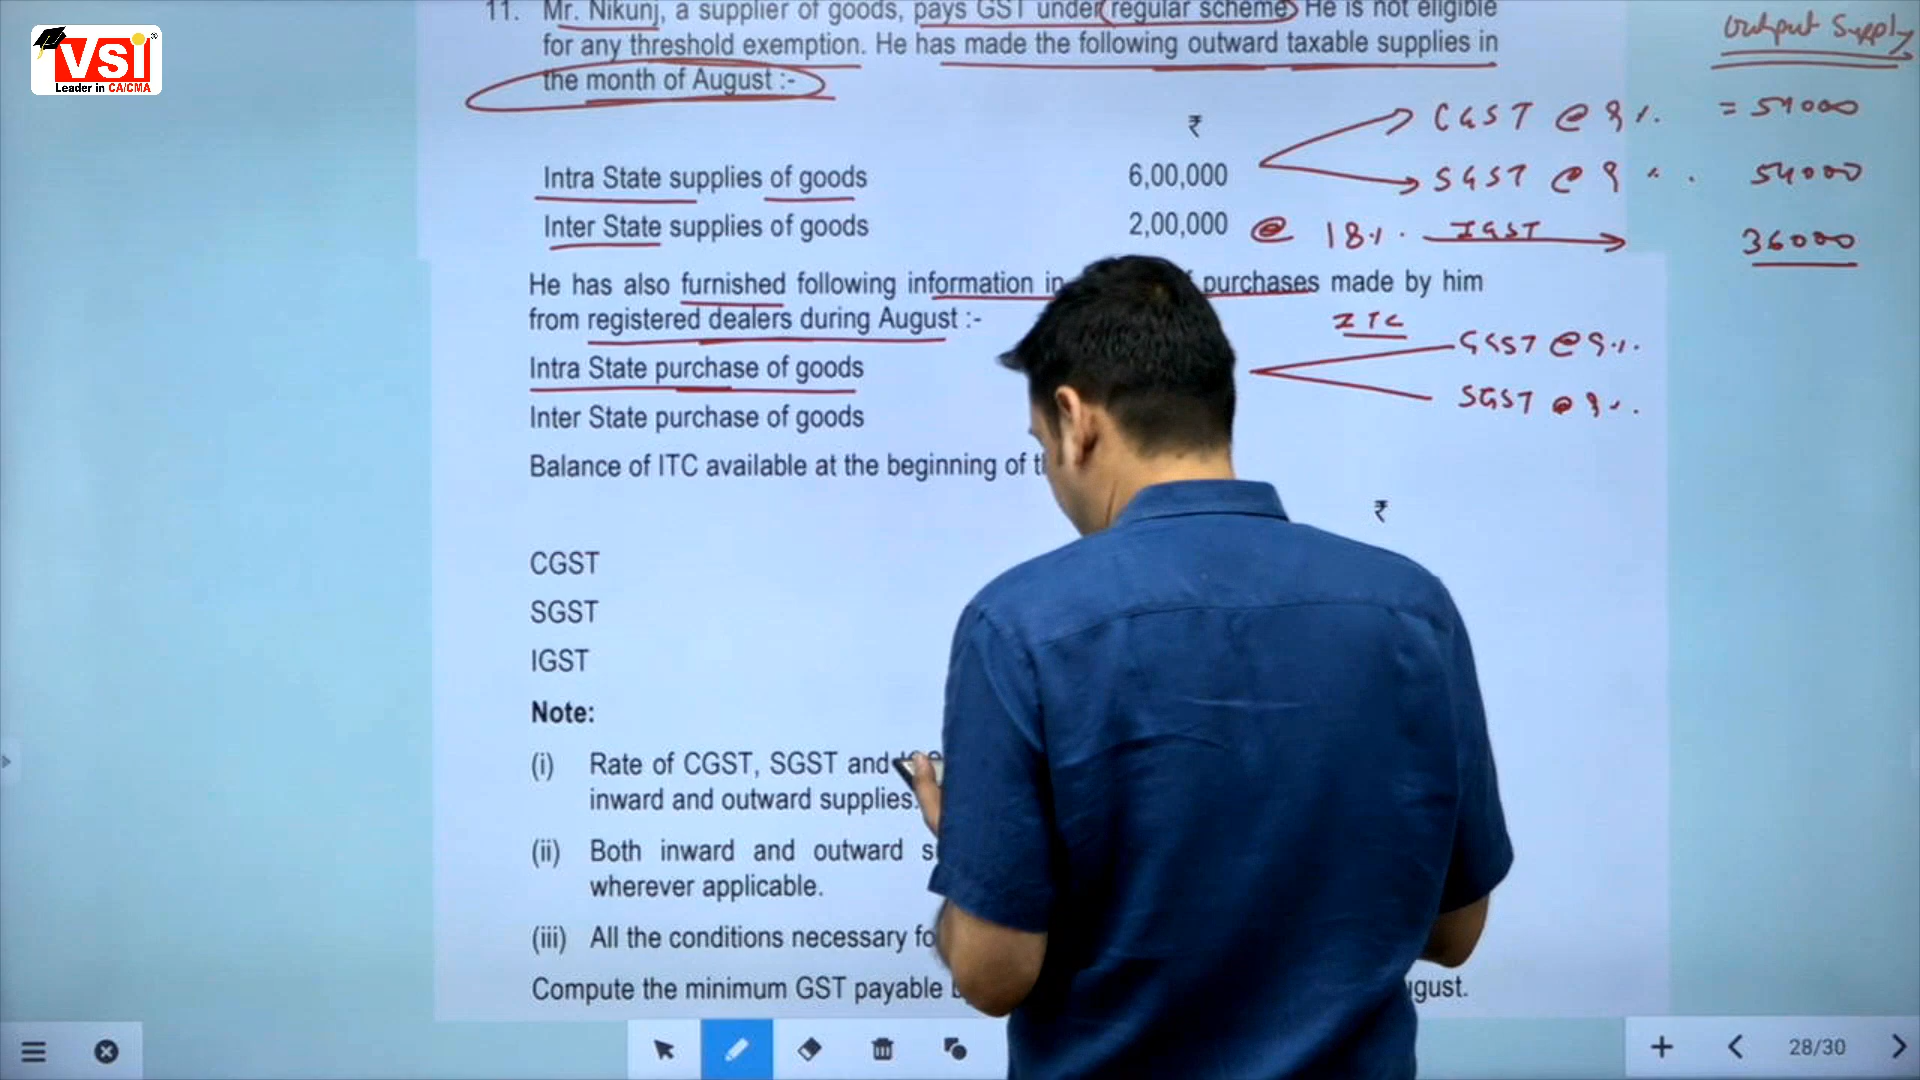 VSI
Leader in CA/CMA
11. Mr. Nikunj, a supplier of goods, pays GST under regular scheme. He is not eligible
for any threshold exemption. He has made the following outward taxable supplies in
the month of August :-
Output Supply
₹
CGST @ 9%. = 54000
Intra State supplies of goods 6,00,000
SGST @ 9%. 54000
Inter State supplies of goods 2,00,000 @ 18%. IGST 36000
He has also furnished following information in purchases made by him
from registered dealers during August :-
ITC
CGST @ 9%.
Intra State purchase of goods
SGST @ 9%.
Inter State purchase of goods
Balance of ITC available at the beginning of
₹
CGST
SGST
IGST
Note:
(i) Rate of CGST, SGST and
inward and outward supplies.
(ii) Both inward and outward
wherever applicable.
(iii) All the conditions necessary
Compute the minimum GST payable
28/30